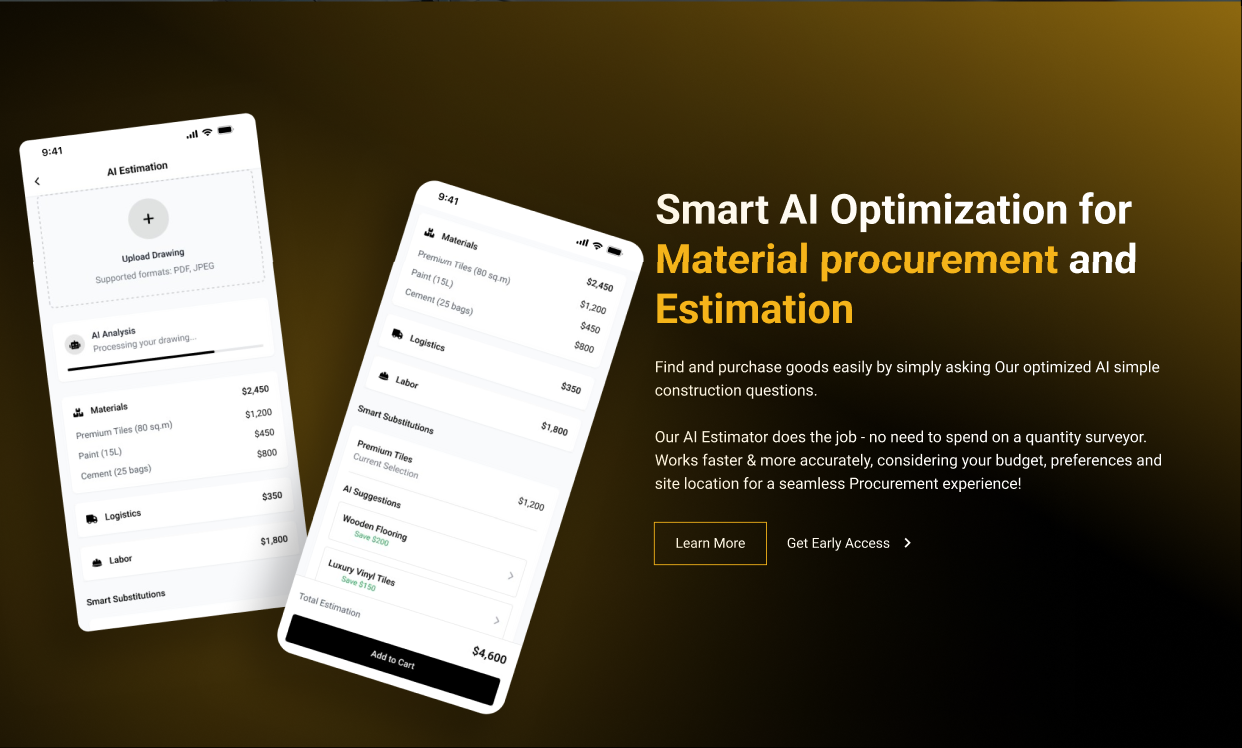 9:41
AI Estimation
Upload Drawing
Supported formats: PDF, JPEG
AI Analysis
Processing your drawing...
Materials $2,450
Premium Tiles (80 sq.m) $1,200
Paint (15L) $450
Cement (25 bags) $800
Logistics $350
Labor $1,800
Smart Substitutions
9:41
Materials $2,450
Premium Tiles (80 sq.m) $1,200
Paint (15L) $450
Cement (25 bags) $800
Logistics $350
Labor $1,800
Smart Substitutions
Premium Tiles
Current Selection $1,200
AI Suggestions
Wooden Flooring
Save $200
Luxury Vinyl Tiles
Save $150
Total Estimation $4,600
Add to Cart
Smart AI Optimization for
Material procurement and
Estimation
Find and purchase goods easily by simply asking Our optimized AI simple
construction questions.
Our AI Estimator does the job - no need to spend on a quantity surveyor.
Works faster & more accurately, considering your budget, preferences and
site location for a seamless Procurement experience!
Learn More
Get Early Access